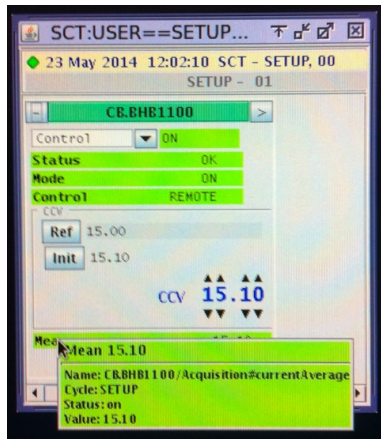 SCT:USER==SETUP...
23 May 2014 12:02:10 SCT - SETUP, 00
SETUP - 01
- CB.BHB1100 >
Control ON
Status OK
Mode ON
Control REMOTE
CCV
Ref 15.00
Init 15.10
CCV 15.10
Mean 15.10
Name: CB.BHB1100/Acquisition#currentAverage
Cycle: SETUP
Status: on
Value: 15.10